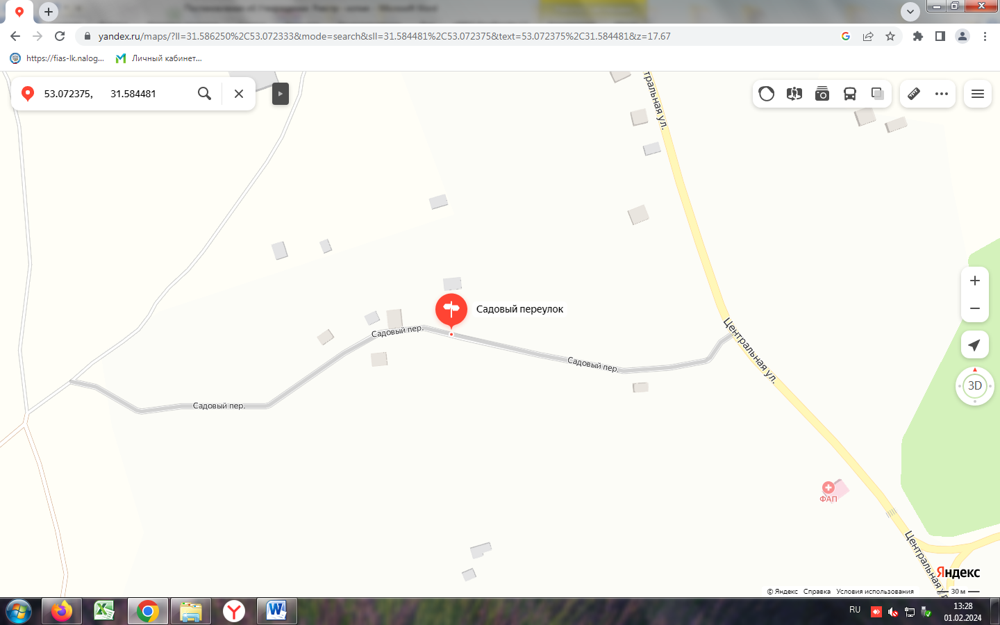 yandex.ru/maps/?ll=31.586250%2C53.072333&mode=search&sll=31.584481%2C53.072375&text=53.072375%2C31.584481&z=17.67
https://fias-lk.nalog...
Личный кабинет...
53.072375, 31.584481
тральная ул.
Садовый переулок
Садовый пер.
Садовый пер.
Садовый пер.
Центральная ул.
3D
ФАП
Центральная ул
Яндекс
© Яндекс Справка Условия использования
30 м
RU
13:28
01.02.2024